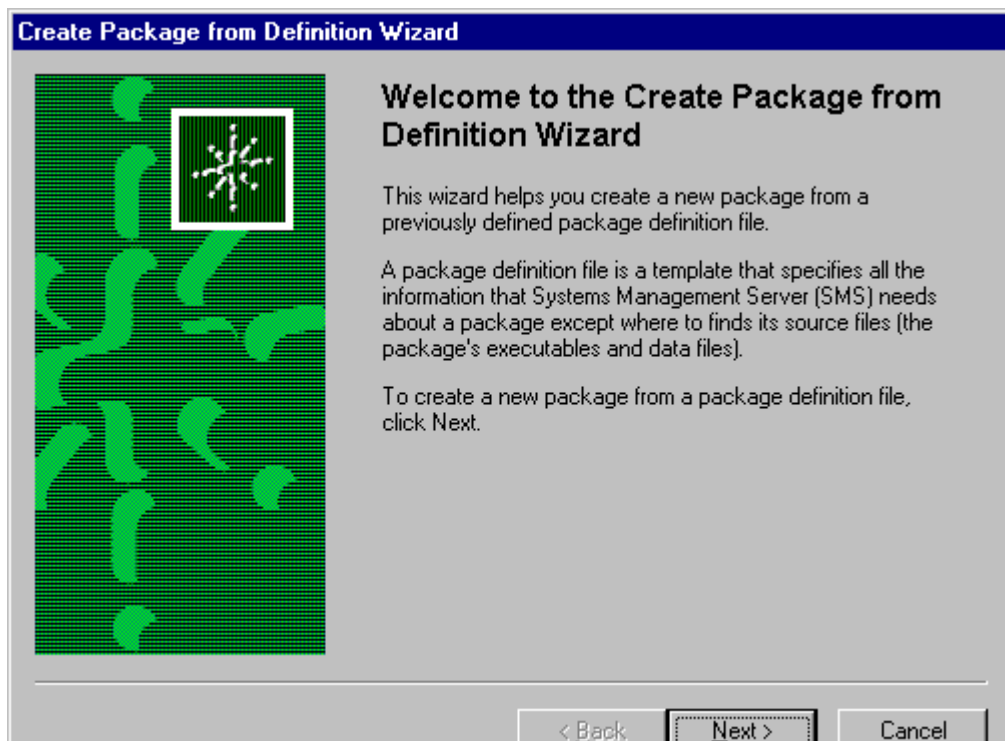 Create Package from Definition Wizard
Welcome to the Create Package from
Definition Wizard
This wizard helps you create a new package from a
previously defined package definition file.
A package definition file is a template that specifies all the
information that Systems Management Server (SMS) needs
about a package except where to finds its source files (the
package's executables and data files).
To create a new package from a package definition file,
click Next.
< Back Next > Cancel